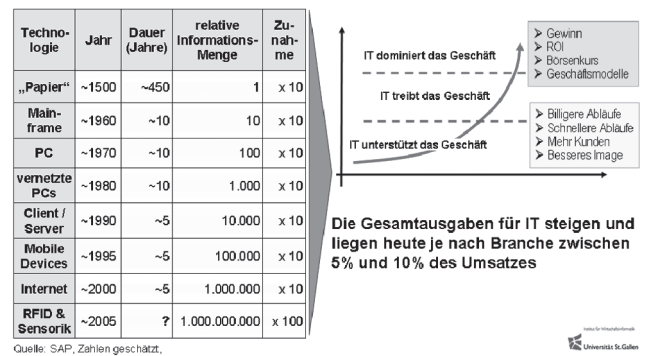 Techno-
logie
Jahr
Dauer
(Jahre)
relative
Informations-
Menge
Zu-
nah-
me
„Papier“ ~1500 ~450 1 x 10
Main-
frame ~1960 ~10 10 x 10
PC ~1970 ~10 100 x 10
vernetzte
PCs ~1980 ~10 1.000 x 10
Client /
Server ~1990 ~5 10.000 x 10
Mobile
Devices ~1995 ~5 100.000 x 10
Internet ~2000 ~5 1.000.000 x 10
RFID &
Sensorik ~2005 ? 1.000.000.000 x 100
Quelle: SAP, Zahlen geschätzt,
IT dominiert das Geschäft
IT treibt das Geschäft
IT unterstützt das Geschäft
Gewinn
ROI
Börsenkurs
Geschäftsmodelle
Billigere Abläufe
Schnellere Abläufe
Mehr Kunden
Besseres Image
Die Gesamtausgaben für IT steigen und
liegen heute je nach Branche zwischen
5% und 10% des Umsatzes
Institut für Wirtschaftsinformatik
Universität St.Gallen